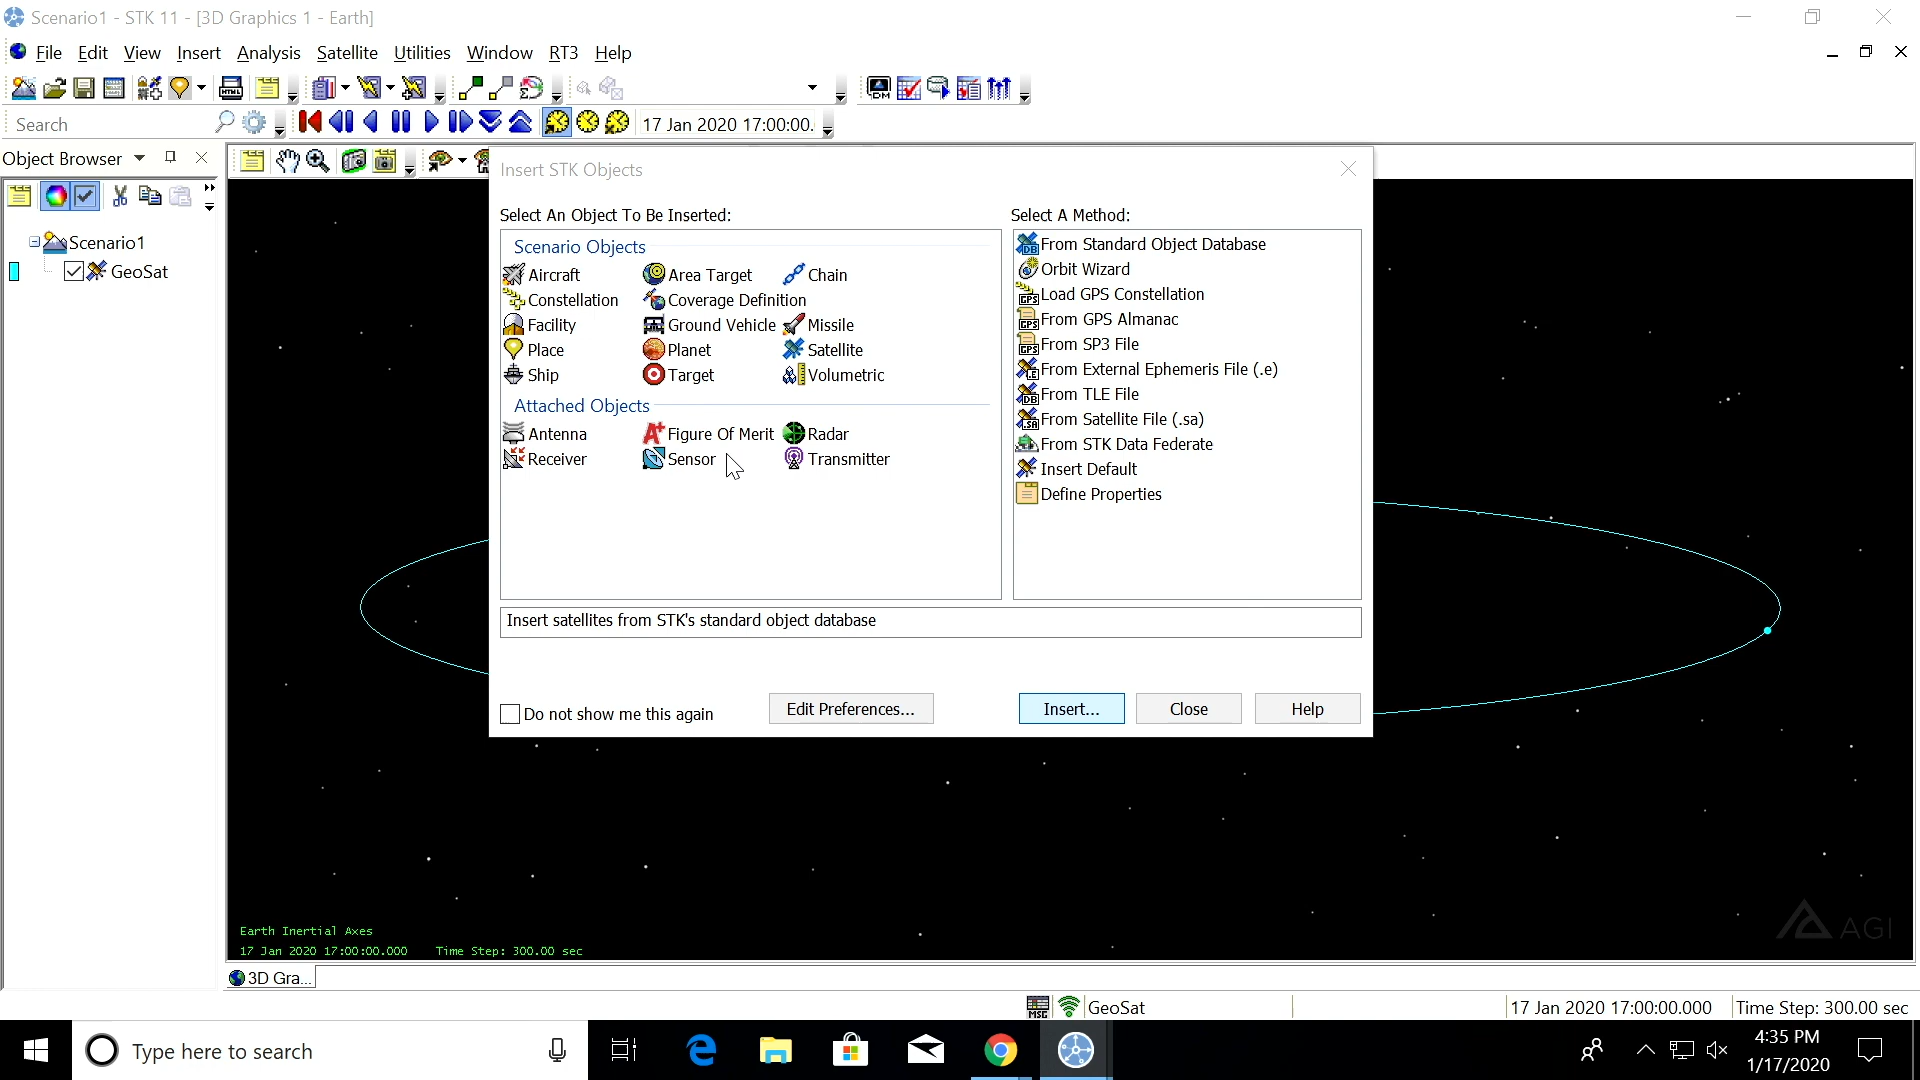 Scenario1 - STK 11 - [3D Graphics 1 - Earth]
File Edit View Insert Analysis Satellite Utilities Window RT3 Help
HTML
DM
Search
17 Jan 2020 17:00:00.
Object Browser
Scenario1
GeoSat
Insert STK Objects
Select An Object To Be Inserted:
Scenario Objects
Aircraft Area Target Chain
Constellation Coverage Definition
Facility Ground Vehicle Missile
Place Planet Satellite
Ship Target Volumetric
Attached Objects
Antenna Figure Of Merit Radar
Receiver Sensor Transmitter
Select A Method:
From Standard Object Database
Orbit Wizard
Load GPS Constellation
From GPS Almanac
From SP3 File
From External Ephemeris File (.e)
From TLE File
From Satellite File (.sa)
From STK Data Federate
Insert Default
Define Properties
Insert satellites from STK's standard object database
Do not show me this again
Edit Preferences...
Insert...
Close
Help
AGI
Earth Inertial Axes
17 Jan 2020 17:00:00.000 Time Step: 300.00 sec
3D Gra...
MSG
GeoSat
17 Jan 2020 17:00:00.000
Time Step: 300.00 sec
Type here to search
4:35 PM
1/17/2020